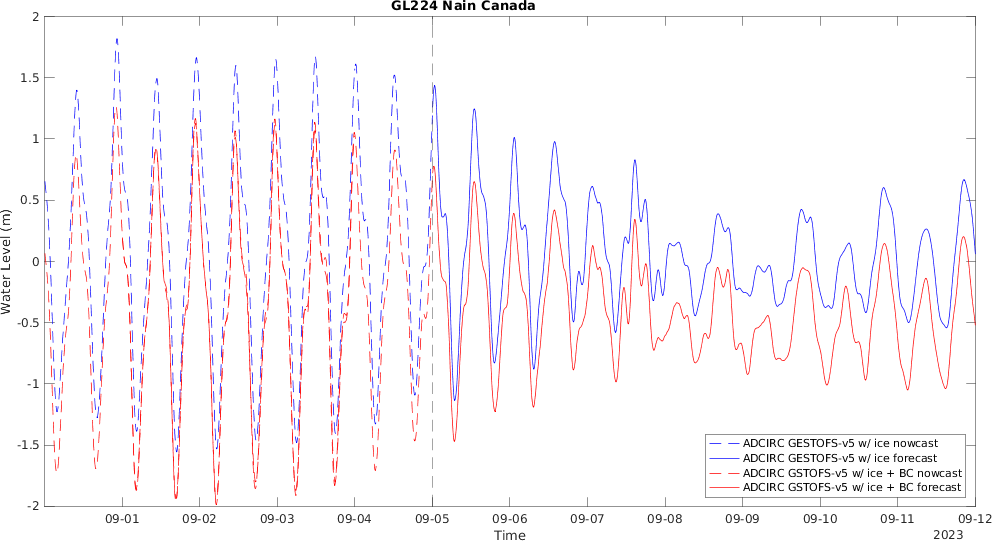 GL224 Nain Canada
2
1.5
1
0.5
0
-0.5
-1
-1.5
-2
Water Level (m)
09-01 09-02 09-03 09-04 09-05 09-06 09-07 09-08 09-09 09-10 09-11 09-12
Time
2023
ADCIRC GESTOFS-v5 w/ ice nowcast
ADCIRC GESTOFS-v5 w/ ice forecast
ADCIRC GSTOFS-v5 w/ ice + BC nowcast
ADCIRC GSTOFS-v5 w/ ice + BC forecast